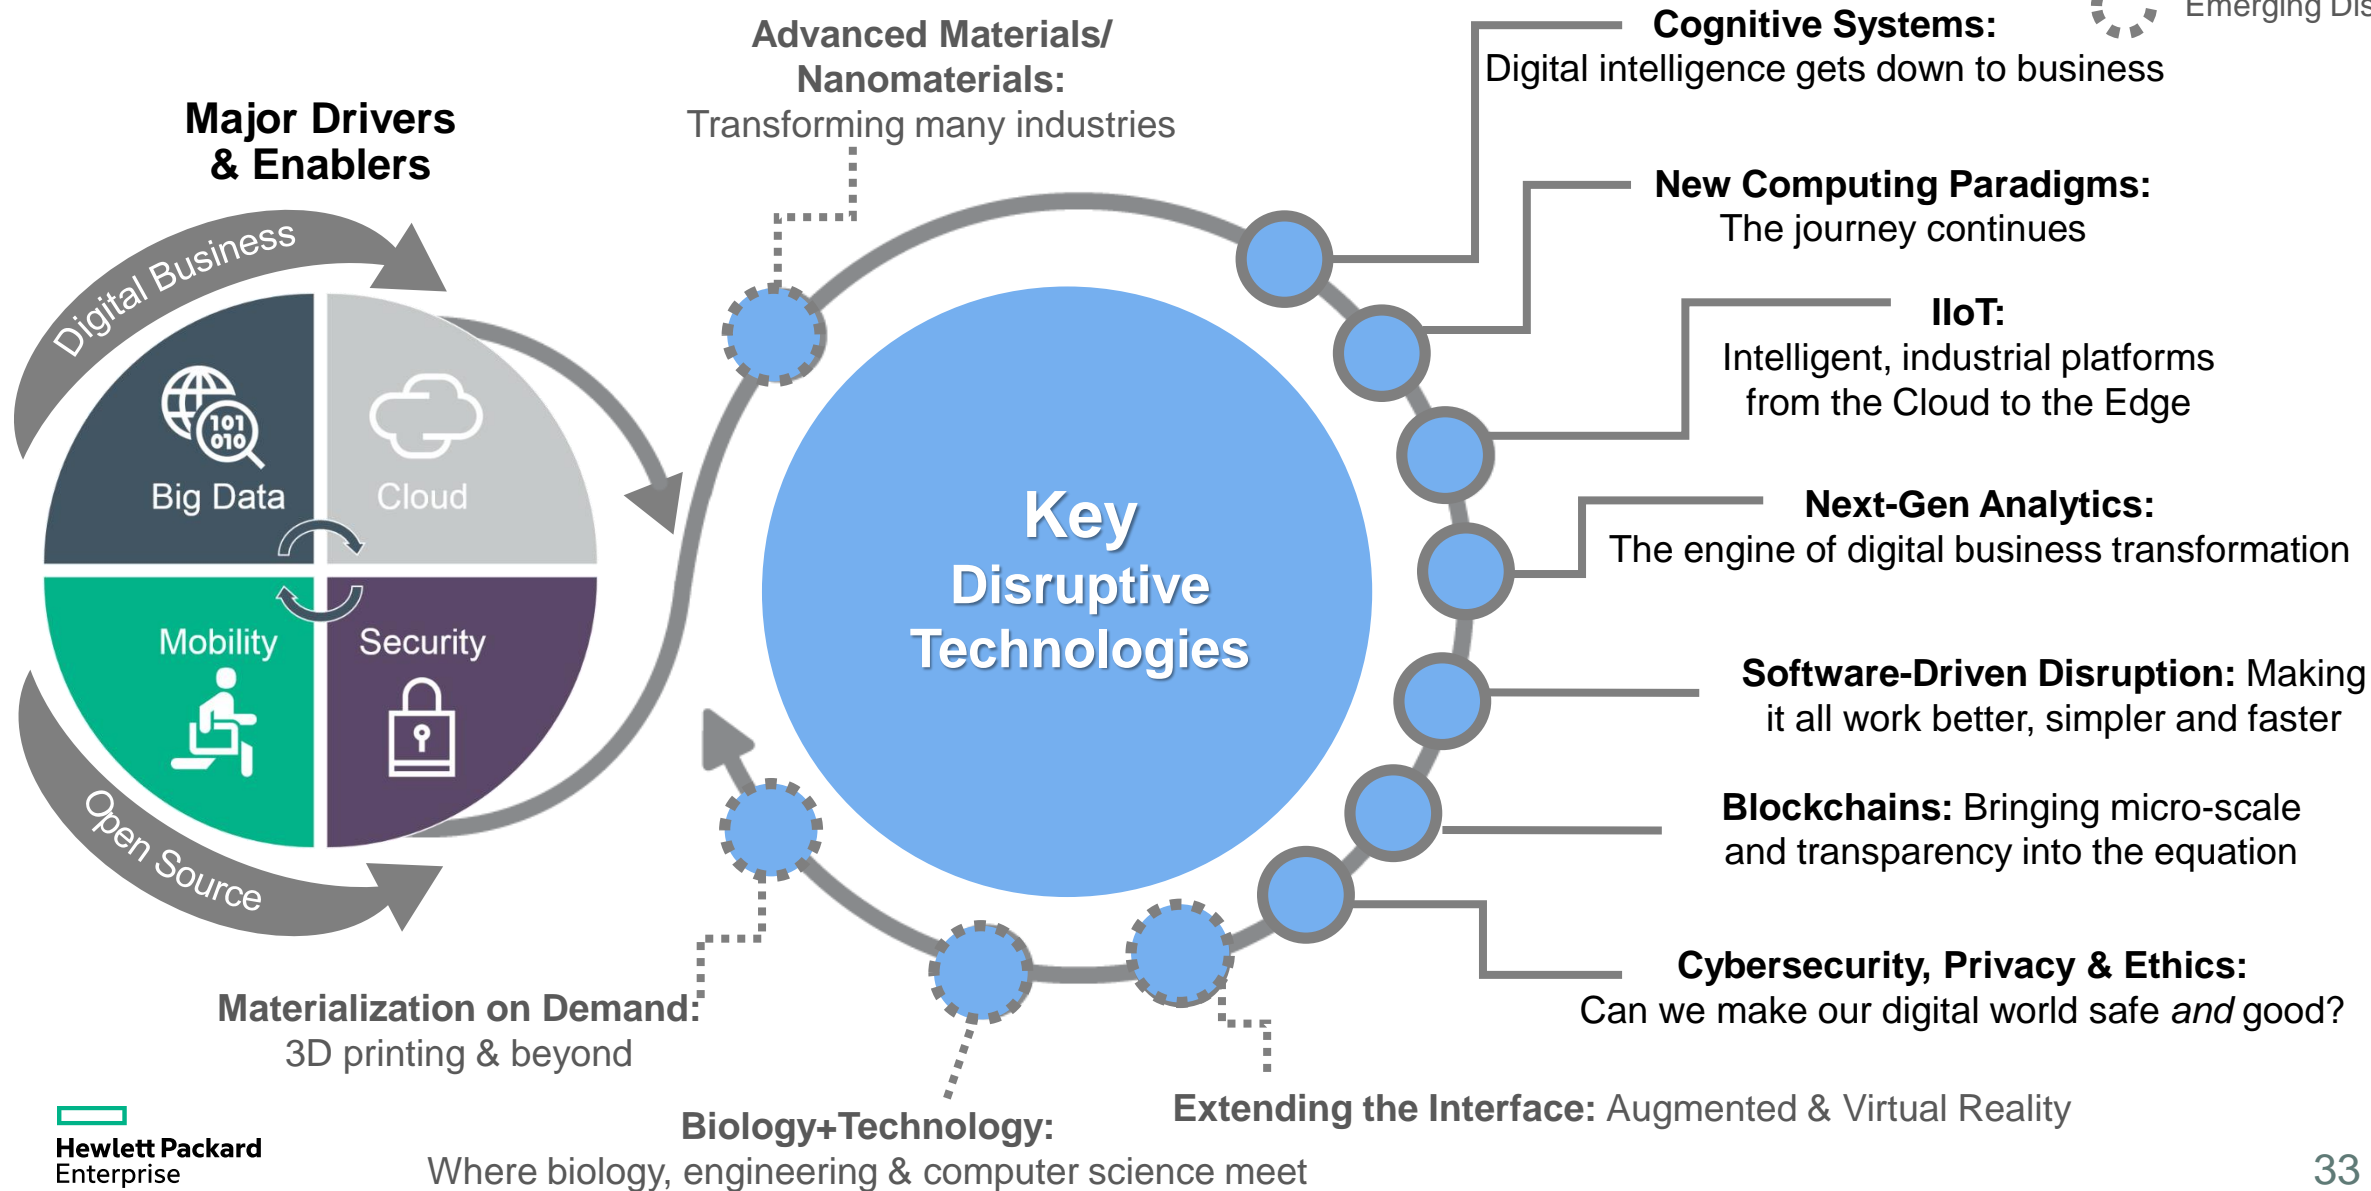 Emerging
Advanced Materials/
Nanomaterials:
Transforming many industries
Cognitive Systems:
Digital intelligence gets down to business
Major Drivers
& Enablers
New Computing Paradigms:
The journey continues
Digital Business
IIoT:
Intelligent, industrial platforms
from the Cloud to the Edge
101
010
Big Data
Cloud
Mobility
Security
Open Source
Key
Disruptive
Technologies
Next-Gen Analytics:
The engine of digital business transformation
Software-Driven Disruption: Making
it all work better, simpler and faster
Blockchains: Bringing micro-scale
and transparency into the equation
Cybersecurity, Privacy & Ethics:
Can we make our digital world safe and good?
Materialization on Demand:
3D printing & beyond
Extending the Interface: Augmented & Virtual Reality
Biology+Technology:
Where biology, engineering & computer science meet
Hewlett Packard
Enterprise
33